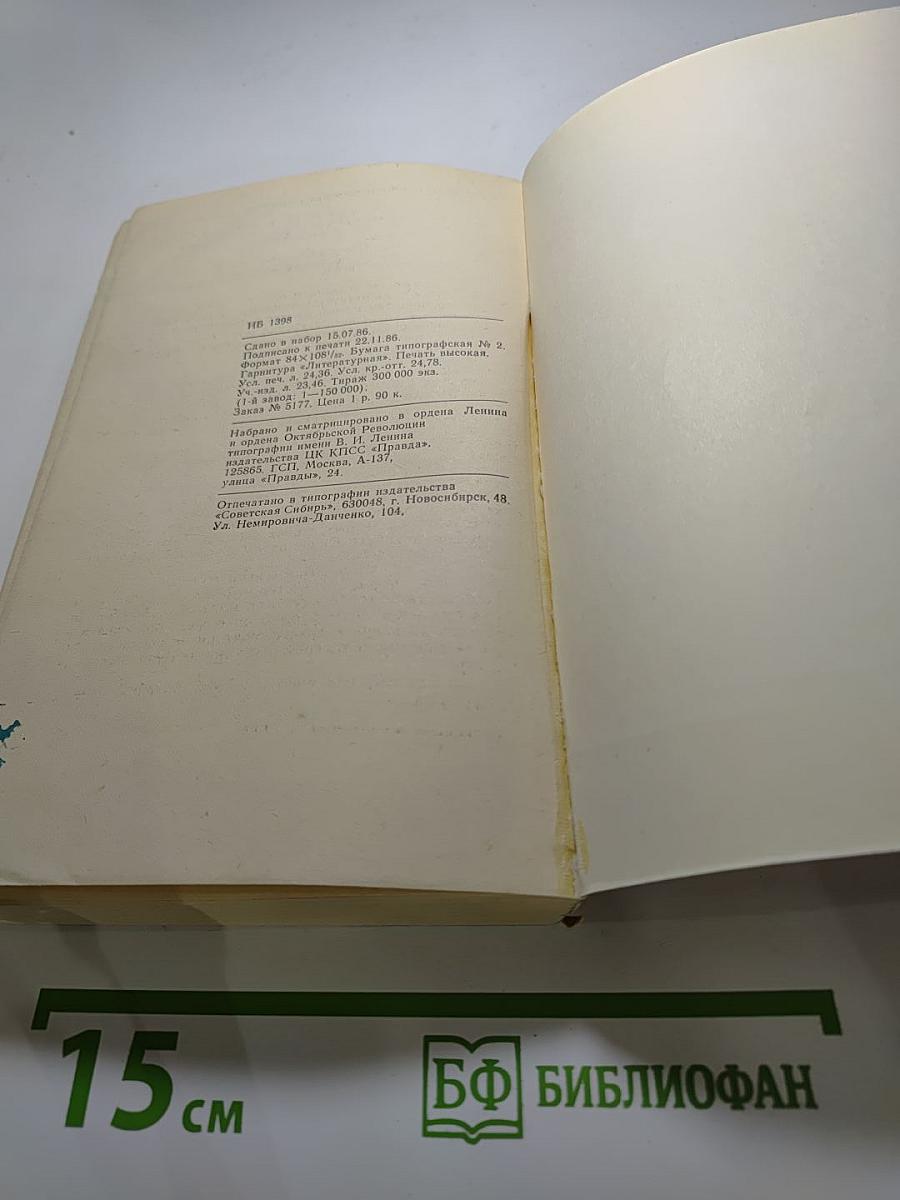 ИБ 1398
Сдано в набор 15.07.86.
Подписано к печати 22.11.86.
Формат 84×108¹/₃₂. Бумага типографская № 2.
Гарнитура «Литературная». Печать высокая.
Усл. печ. л. 24,36. Усл. кр.-отт. 24,78.
Уч.-изд. л. 23,46. Тираж 300 000 экз.
(1-й завод: 1—150 000).
Заказ № 5177. Цена 1 р. 90 к.
Набрано и сматрицировано в ордена Ленина
и ордена Октябрьской Революции
типографии имени В. И. Ленина
издательства ЦК КПСС «Правда»,
125865. ГСП, Москва, А-137,
улица «Правды», 24.
Отпечатано в типографии издательства
«Советская Сибирь», 630048, г. Новосибирск, 48.
Ул. Немировича-Данченко, 104,
15 см
БФ БИБЛИОФАН